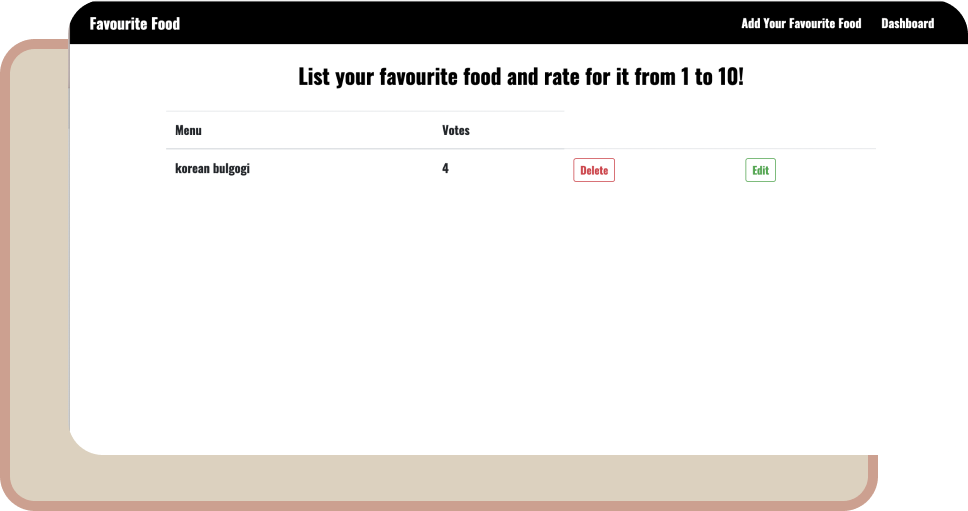 Favourite Food Add Your Favourite Food Dashboard
List your favourite food and rate for it from 1 to 10!
Menu Votes
korean bulgogi 4 Delete Edit